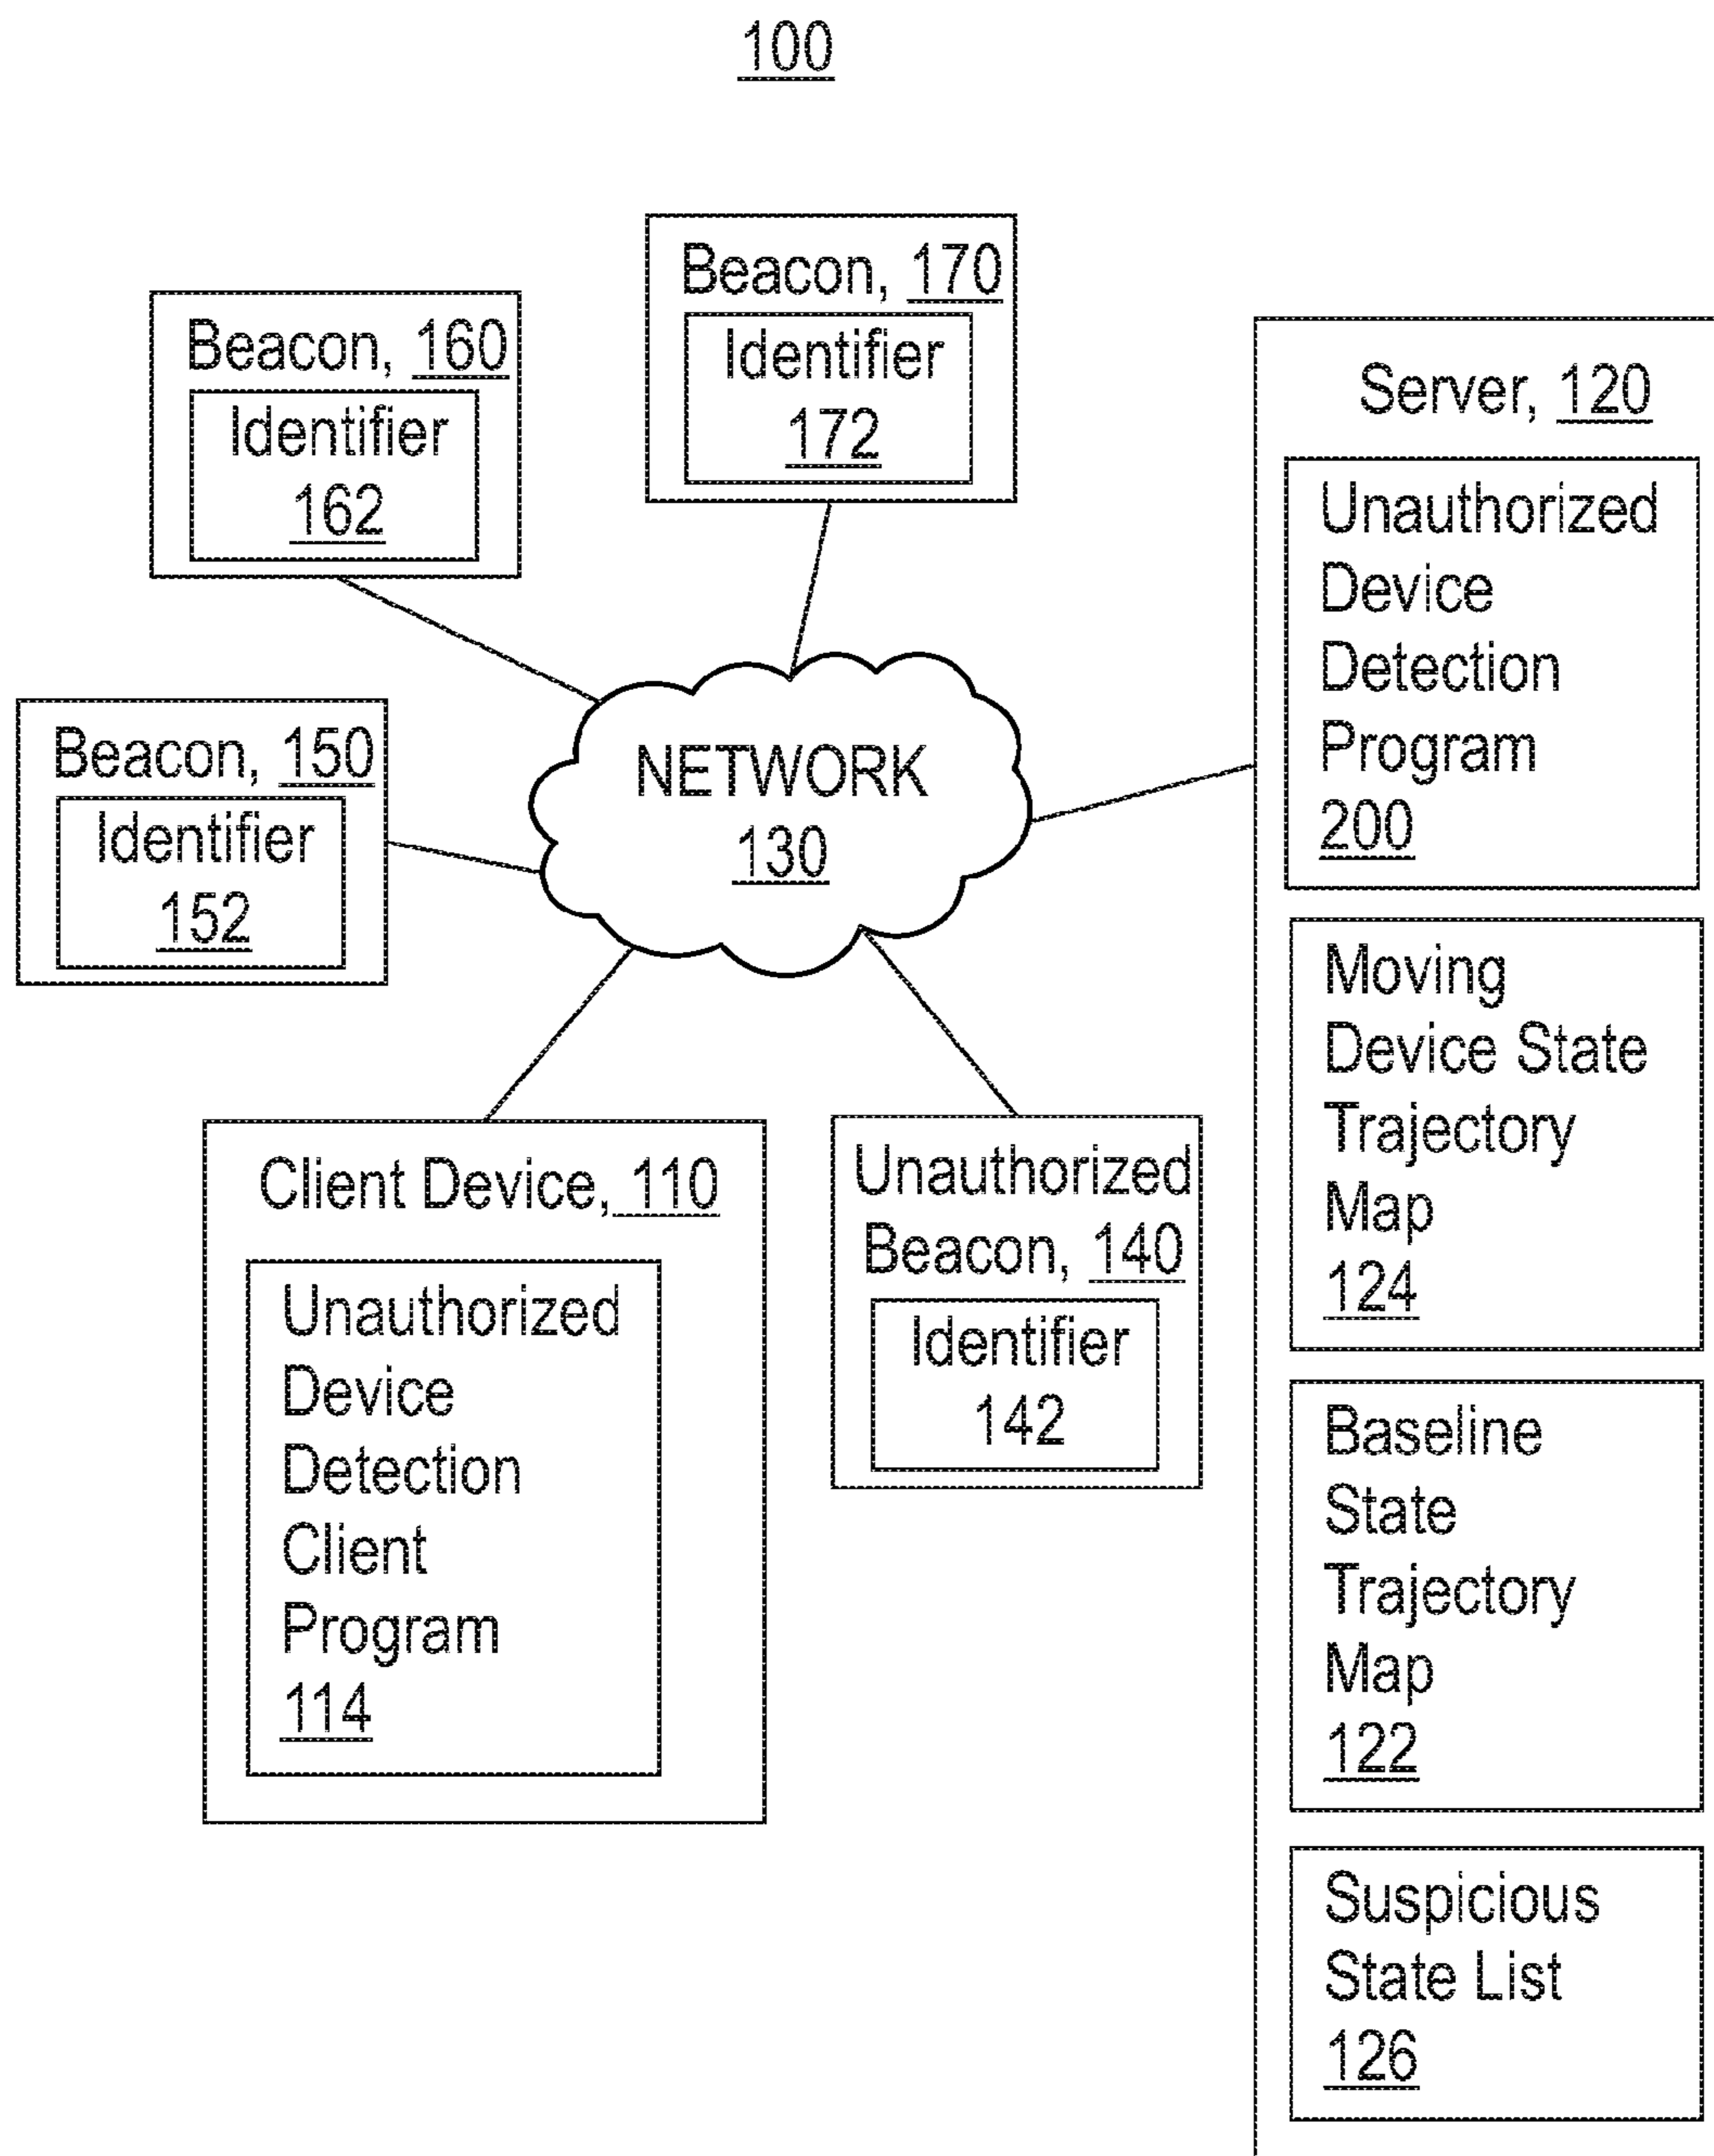 100
Beacon, 170
Identifier
172
Beacon, 160
Identifier
162
Beacon, 150
Identifier
152
NETWORK
130
Client Device, 110
Unauthorized
Device
Detection
Client
Program
114
Unauthorized
Beacon, 140
Identifier
142
Server, 120
Unauthorized
Device
Detection
Program
200
Moving
Device State
Trajectory
Map
124
Baseline
State
Trajectory
Map
122
Suspicious
State List
126